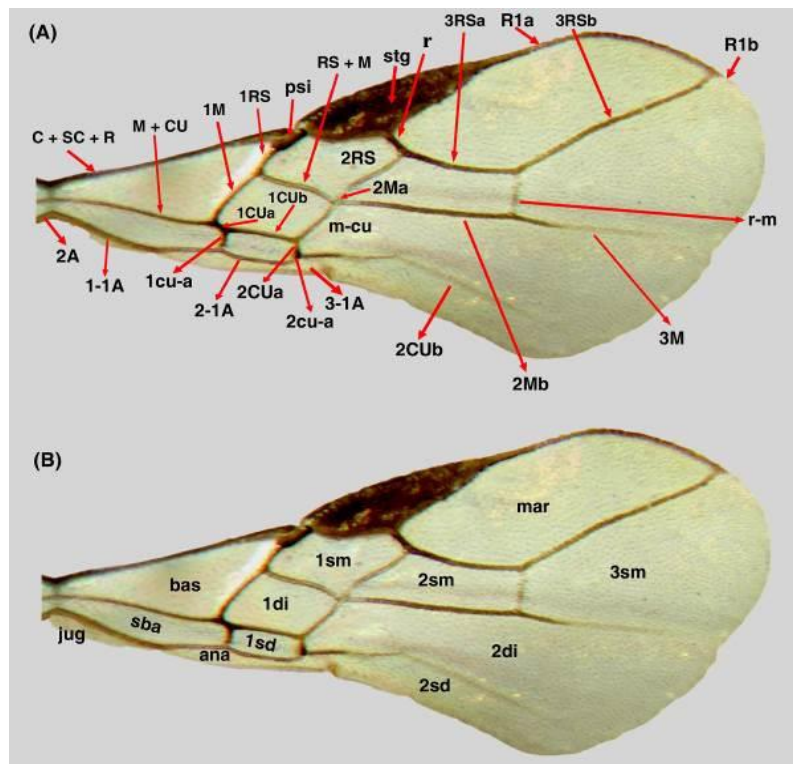 (A)
3RSa
R1a
3RSb
R1b
RS + M
stg
r
psi
1RS
1M
M + CU
C + SC + R
2RS
2Ma
1CUb
1CUa
m-cu
r-m
2A
1-1A
1cu-a
2-1A
2CUa
2cu-a
3-1A
2CUb
2Mb
3M
(B)
mar
1sm
2sm
3sm
bas
1di
sba
1sd
jug
ana
2di
2sd